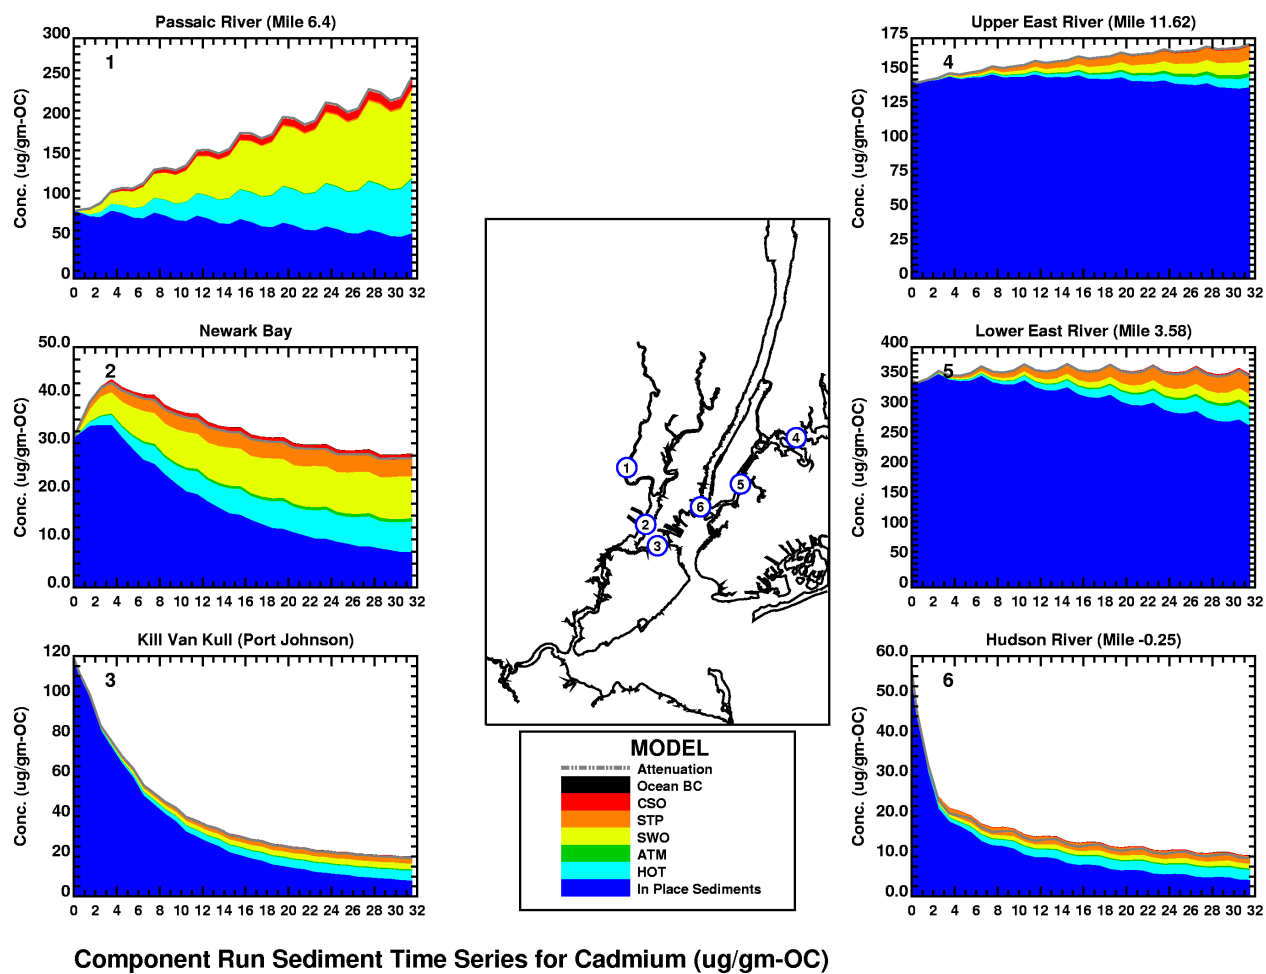 Passaic River (Mile 6.4)
1
Conc. (ug/gm-OC)
300
250
200
150
100
50
0
0 2 4 6 8 10 12 14 16 18 20 22 24 26 28 30 32
Newark Bay
2
Conc. (ug/gm-OC)
50.0
40.0
30.0
20.0
10.0
0.0
0 2 4 6 8 10 12 14 16 18 20 22 24 26 28 30 32
Kill Van Kull (Port Johnson)
3
Conc. (ug/gm-OC)
120
100
80
60
40
20
0
0 2 4 6 8 10 12 14 16 18 20 22 24 26 28 30 32
1
2
3
4
5
6
MODEL
Attenuation
Ocean BC
CSO
STP
SWO
ATM
HOT
In Place Sediments
Upper East River (Mile 11.62)
4
Conc. (ug/gm-OC)
175
150
125
100
75
50
25
0
0 2 4 6 8 10 12 14 16 18 20 22 24 26 28 30 32
Lower East River (Mile 3.58)
5
Conc. (ug/gm-OC)
400
350
300
250
200
150
100
50
0
0 2 4 6 8 10 12 14 16 18 20 22 24 26 28 30 32
Hudson River (Mile -0.25)
6
Conc. (ug/gm-OC)
60.0
50.0
40.0
30.0
20.0
10.0
0.0
0 2 4 6 8 10 12 14 16 18 20 22 24 26 28 30 32
Component Run Sediment Time Series for Cadmium (ug/gm-OC)